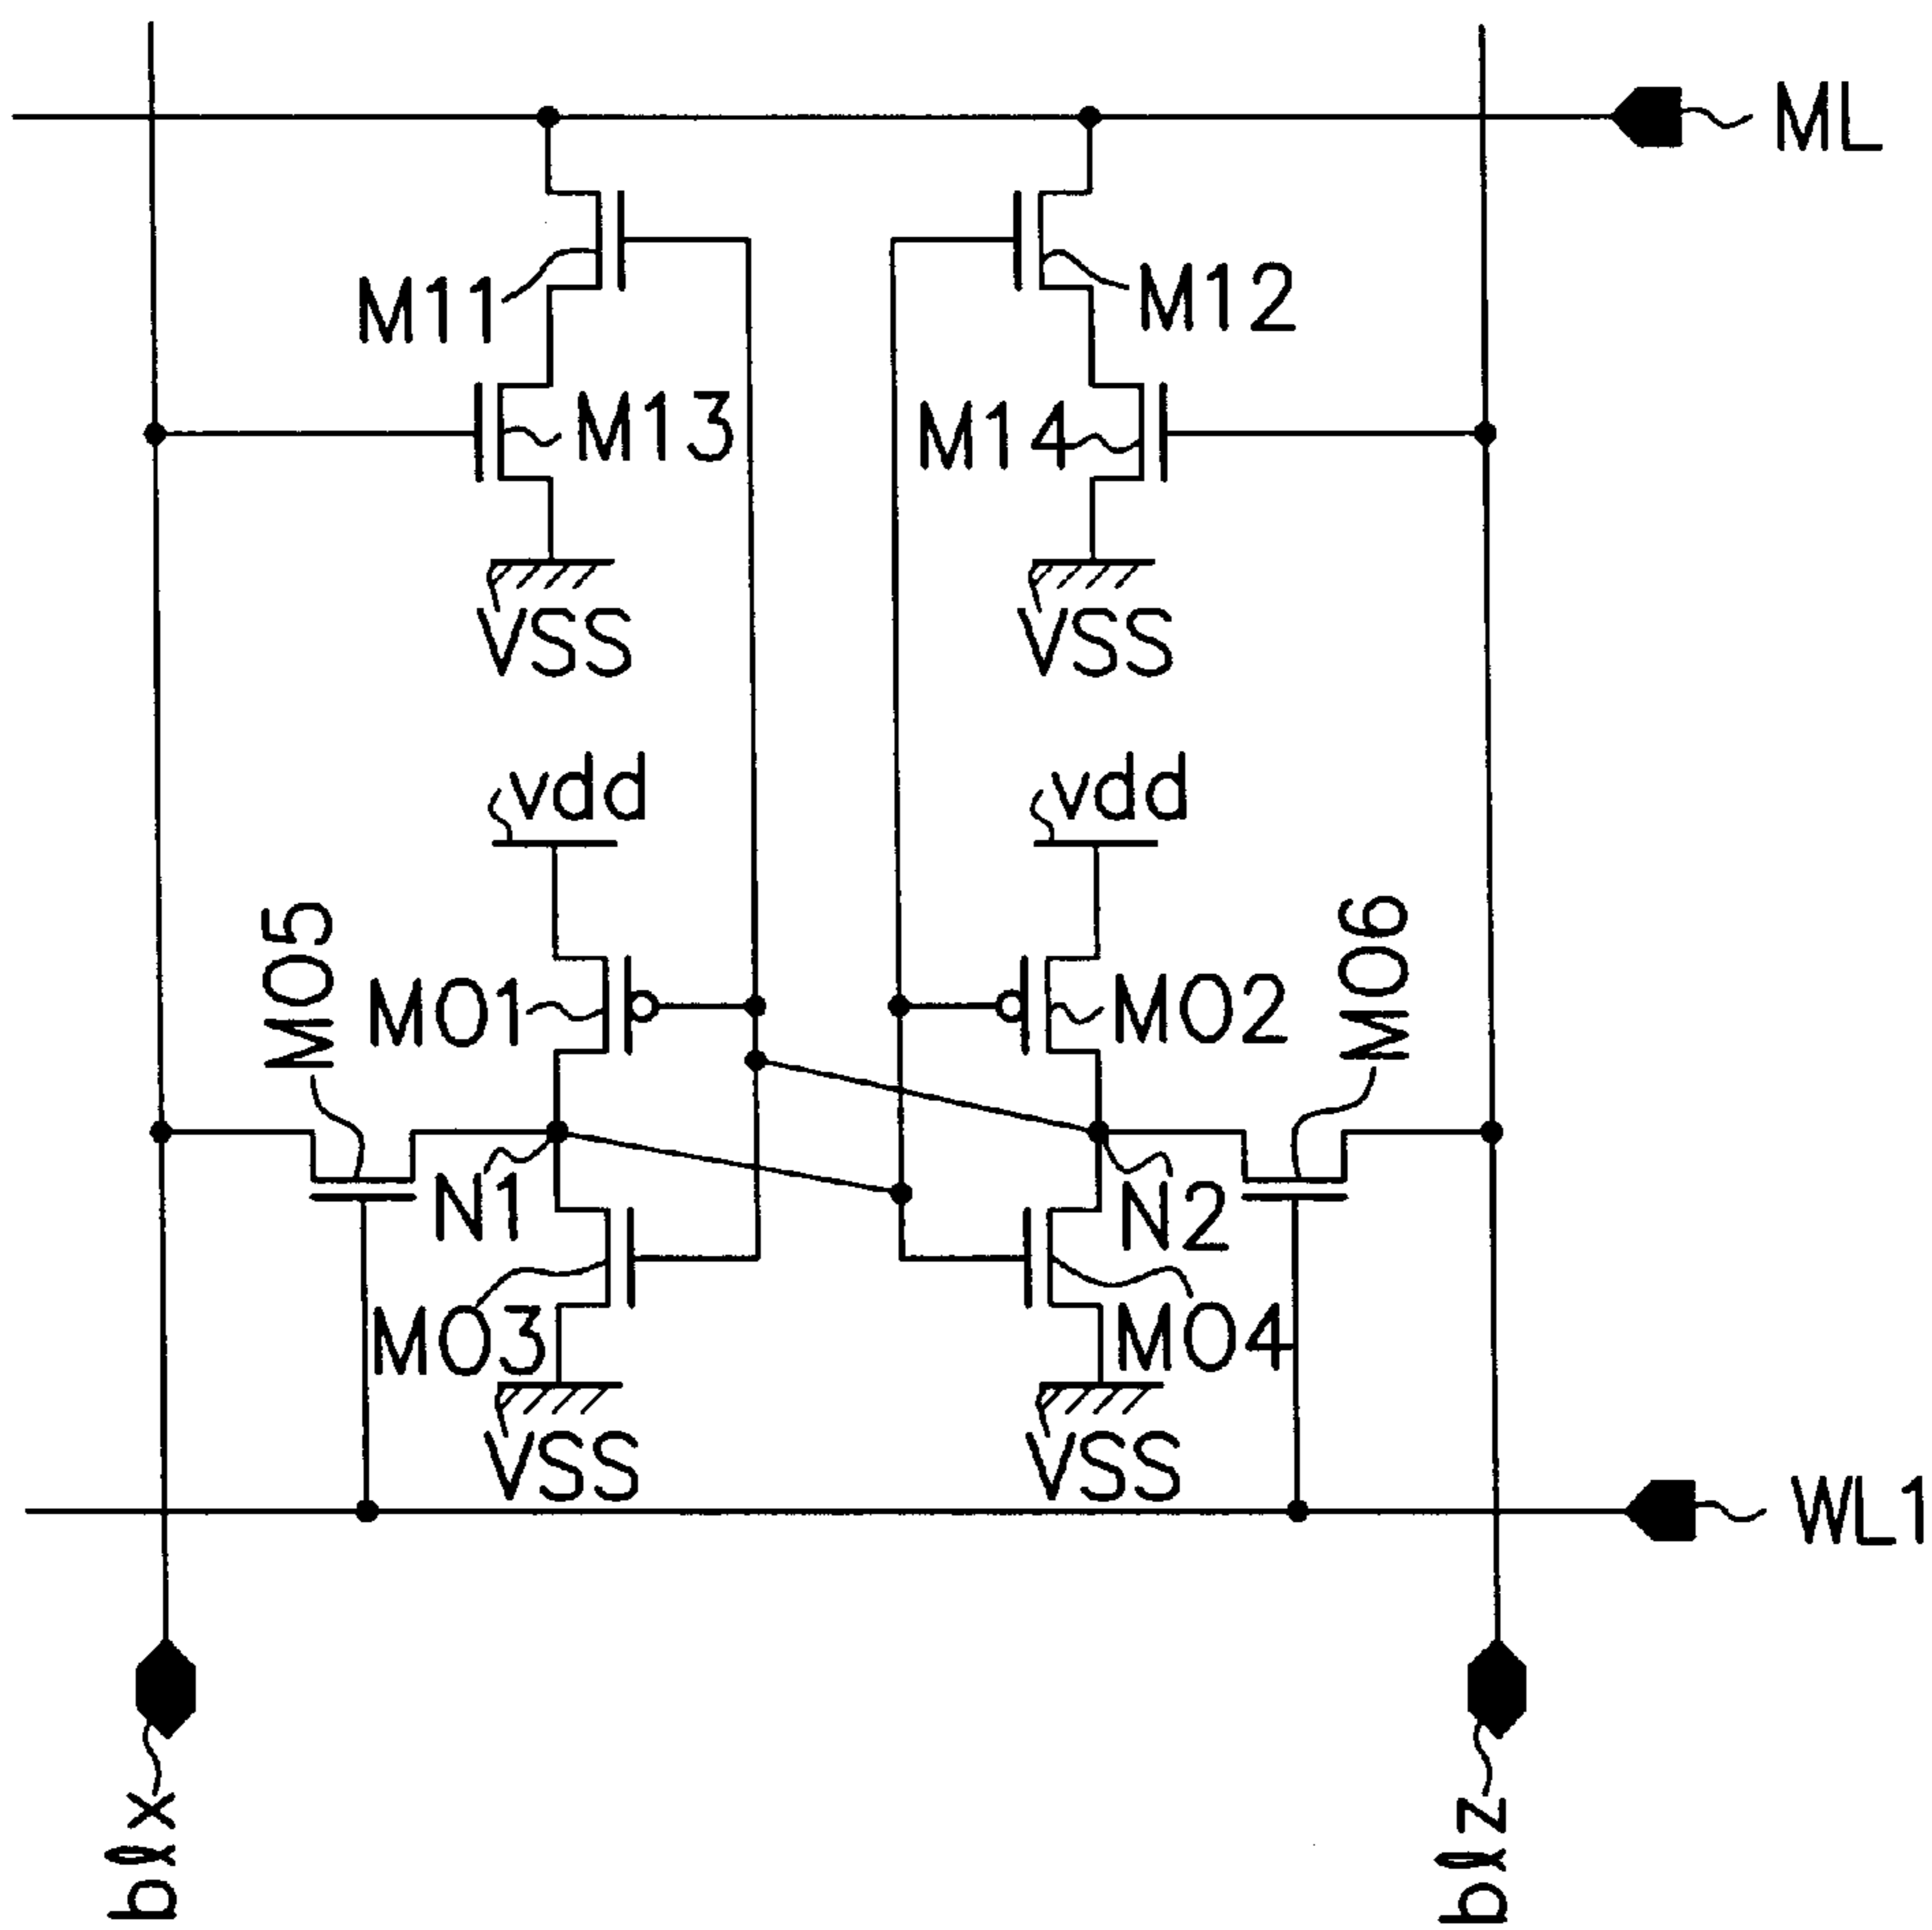 ML
M11
M12
M13
M14
VSS
VSS
vdd
vdd
M05
M01
M02
M06
N1
N2
M03
M04
VSS
VSS
WL1
blx
blz